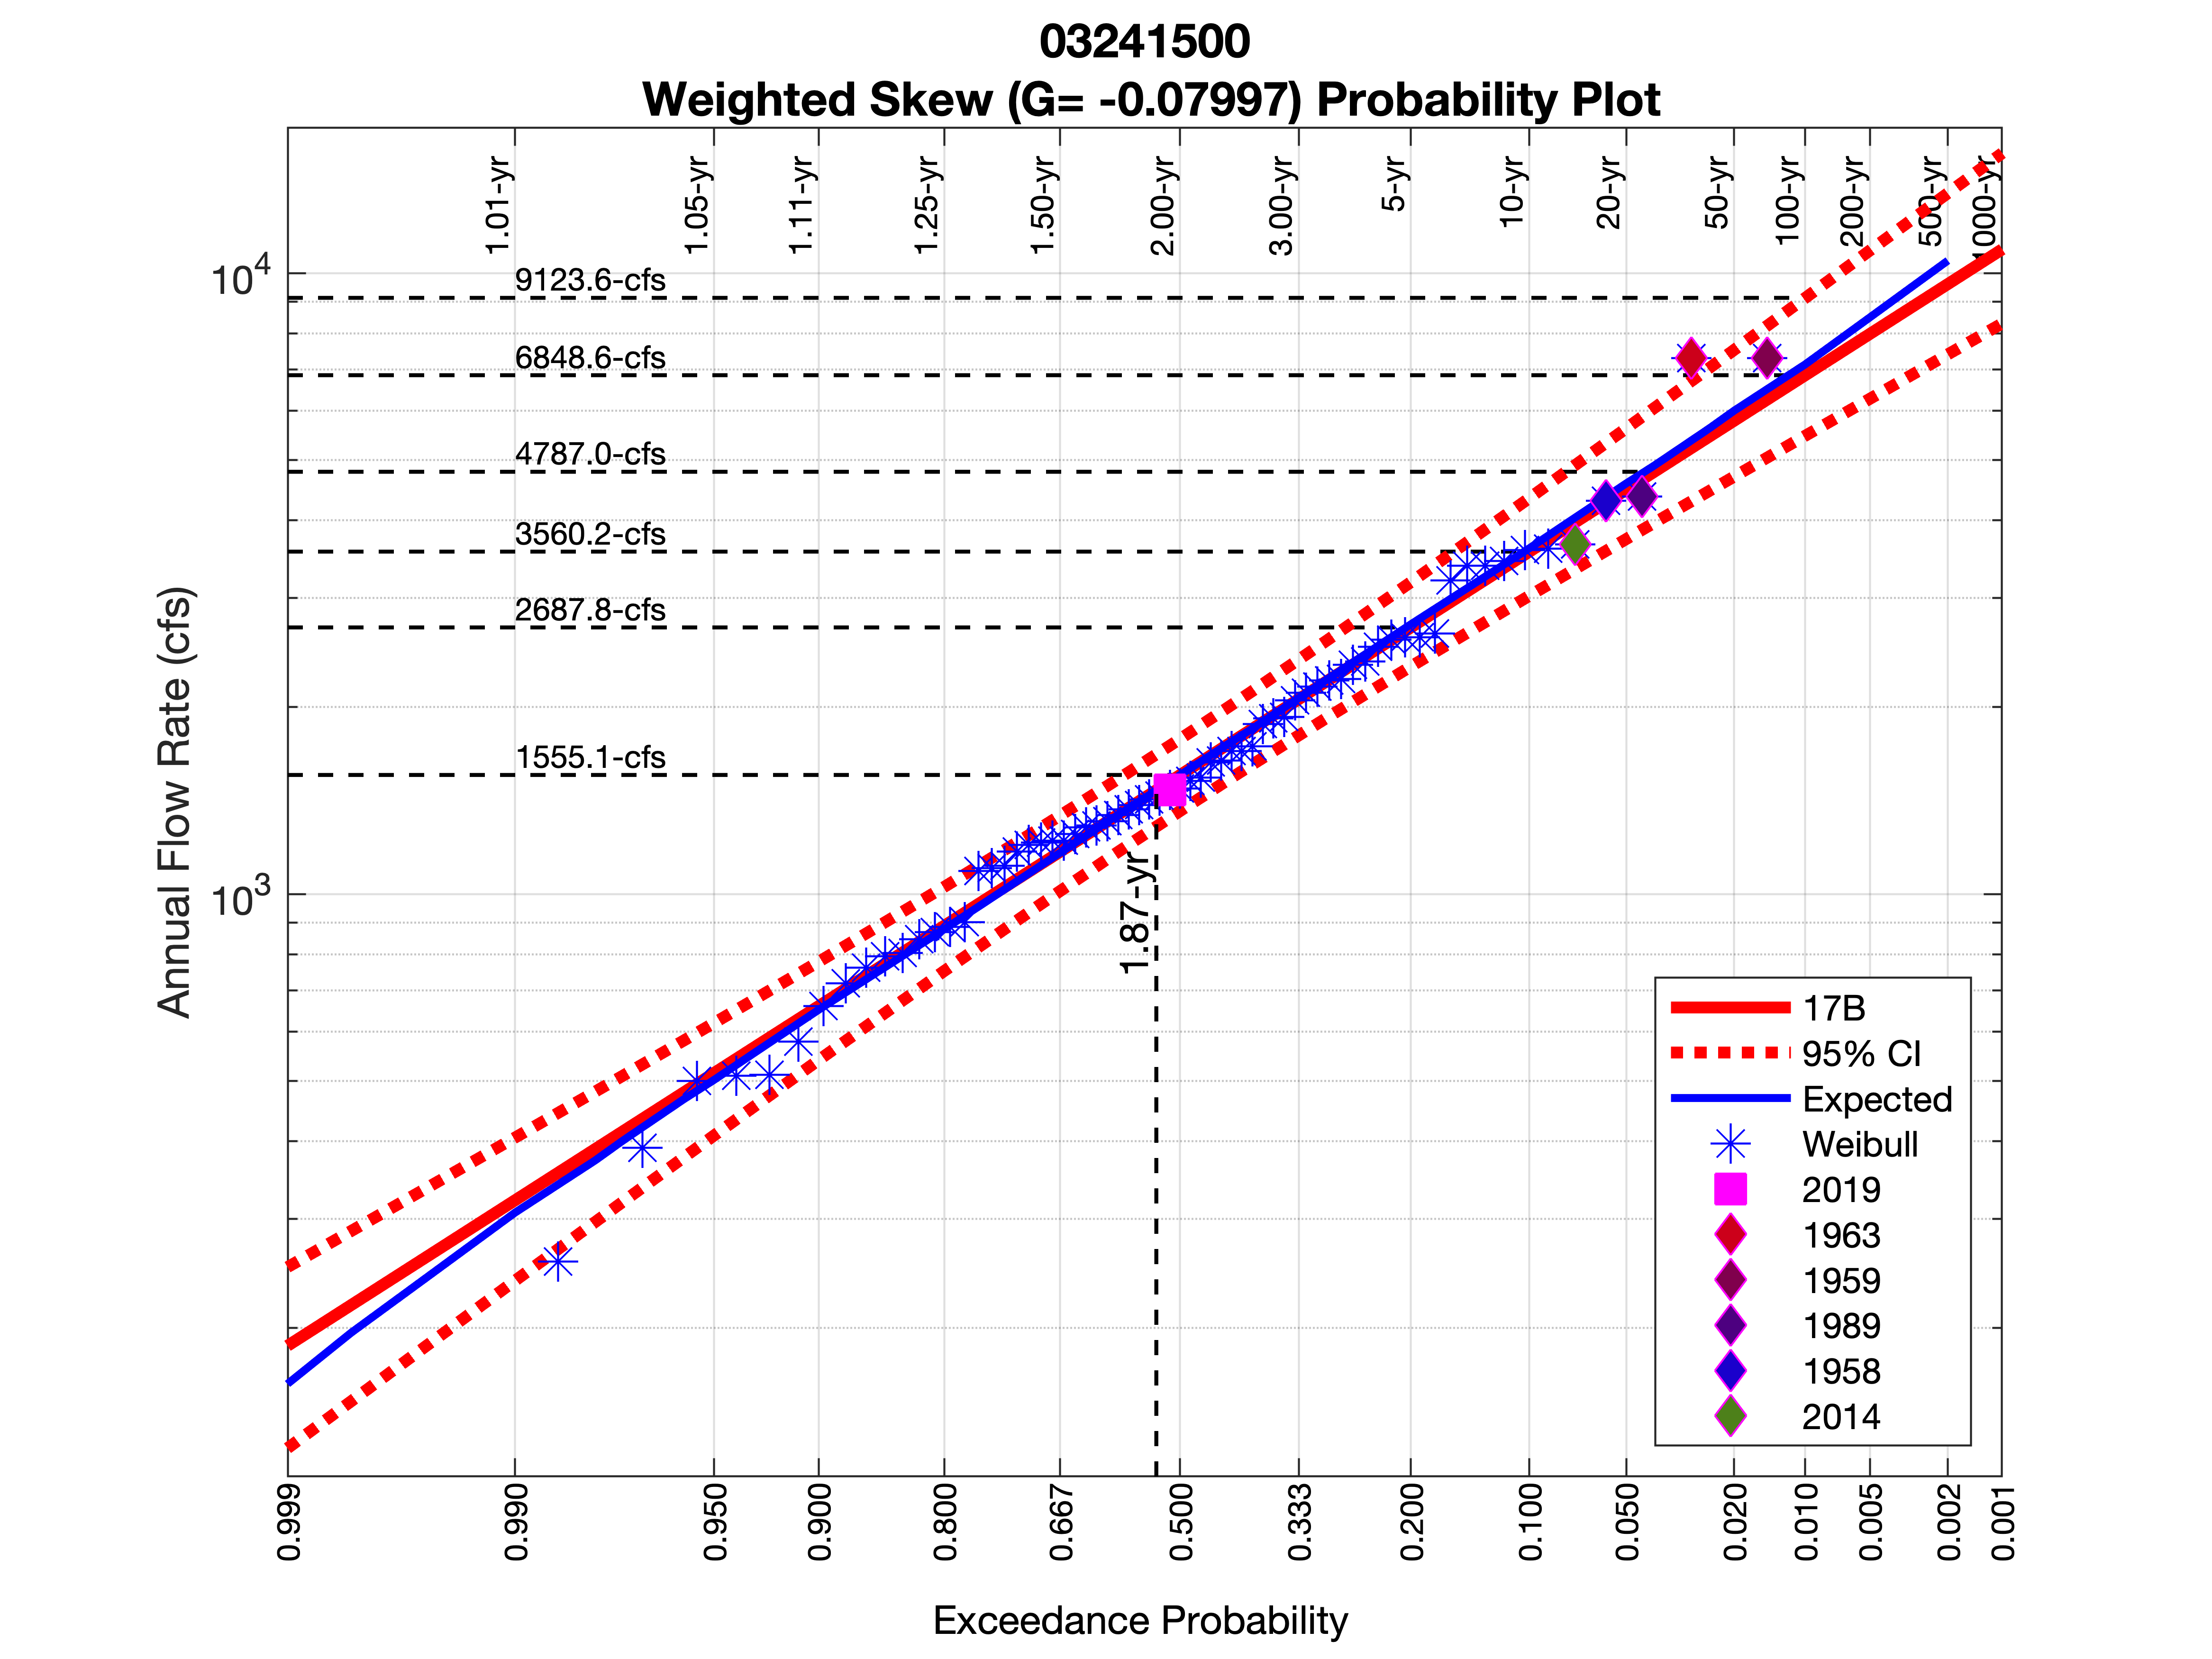 03241500
Weighted Skew (G= -0.07997) Probability Plot
1.01-yr
1.05-yr
1.11-yr
1.25-yr
1.50-yr
2.00-yr
3.00-yr
5-yr
10-yr
20-yr
50-yr
100-yr
200-yr
500-yr
1000-yr
10^4
10^3
Annual Flow Rate (cfs)
9123.6-cfs
6848.6-cfs
4787.0-cfs
3560.2-cfs
2687.8-cfs
1555.1-cfs
1.87-yr
17B
95% CI
Expected
Weibull
2019
1963
1959
1989
1958
2014
0.999
0.990
0.950
0.900
0.800
0.667
0.500
0.333
0.200
0.100
0.050
0.020
0.010
0.005
0.002
0.001
Exceedance Probability